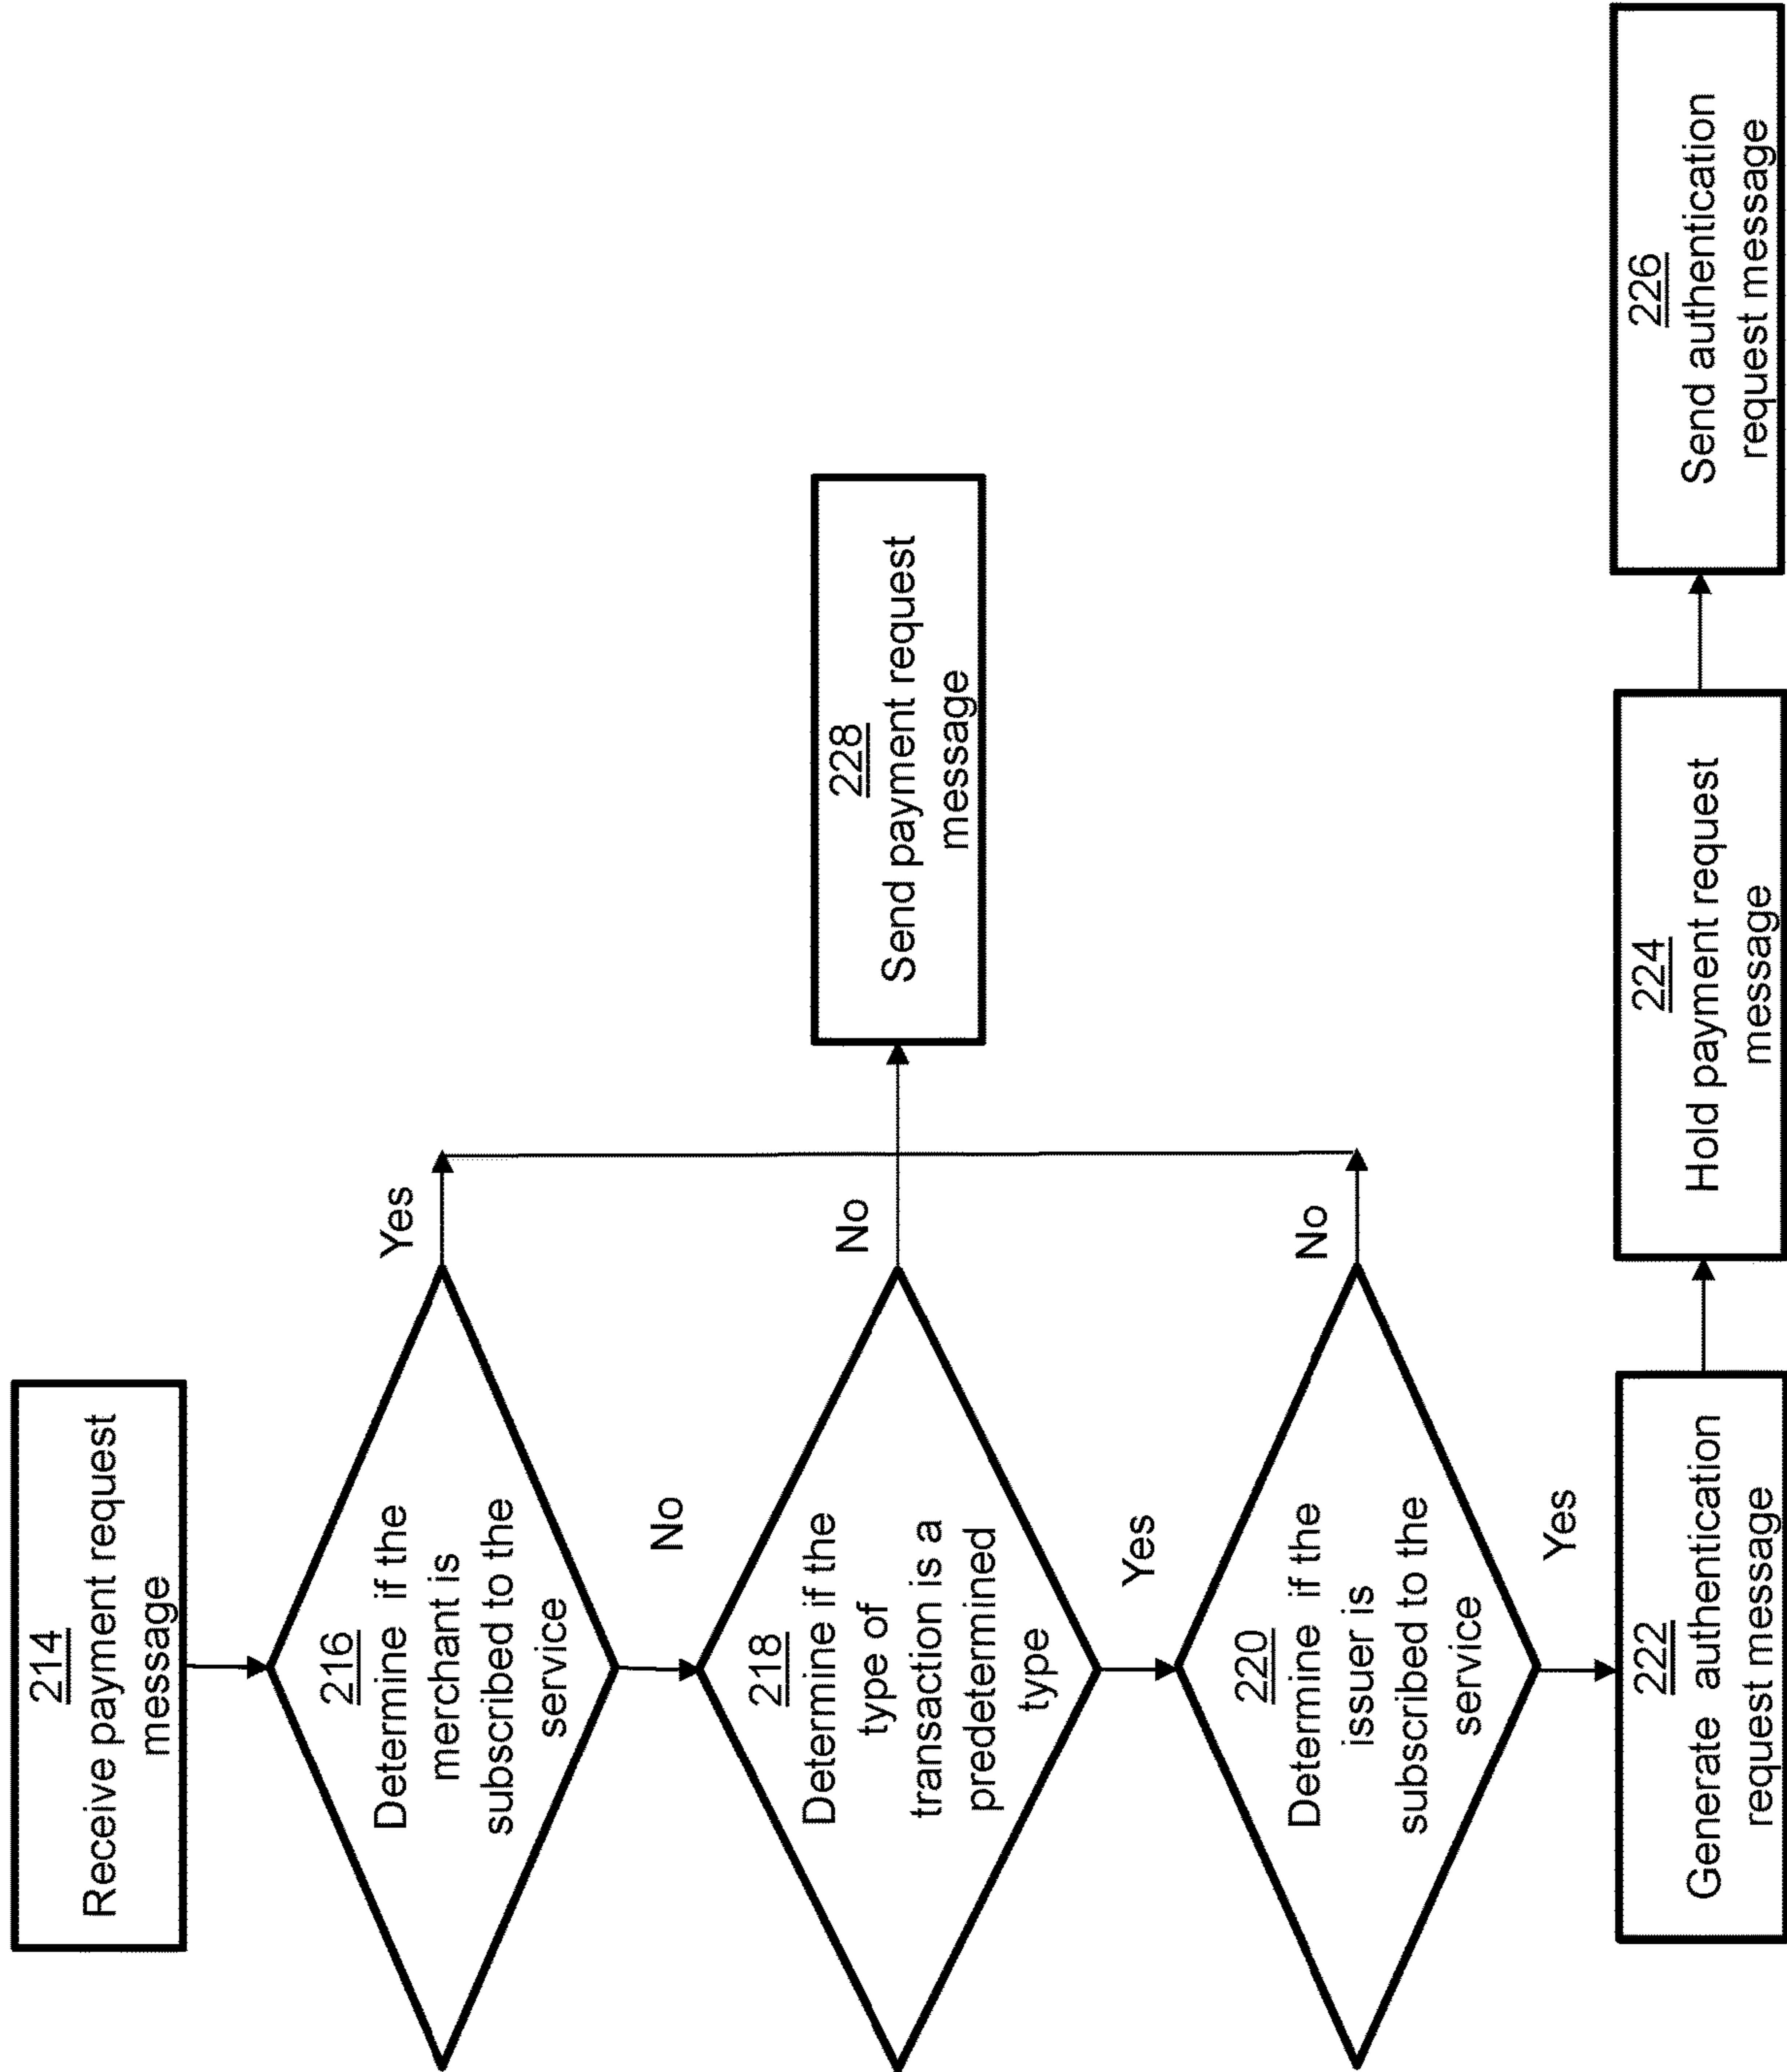 214
Receive payment request
message
216
Determine if the
merchant is
subscribed to the
service
Yes
No
218
Determine if the
type of
transaction is a
predetermined
type
No
228
Send payment request
message
Yes
220
Determine if the
issuer is
subscribed to the
service
No
Yes
222
Generate authentication
request message
224
Hold payment request
message
226
Send authentication
request message